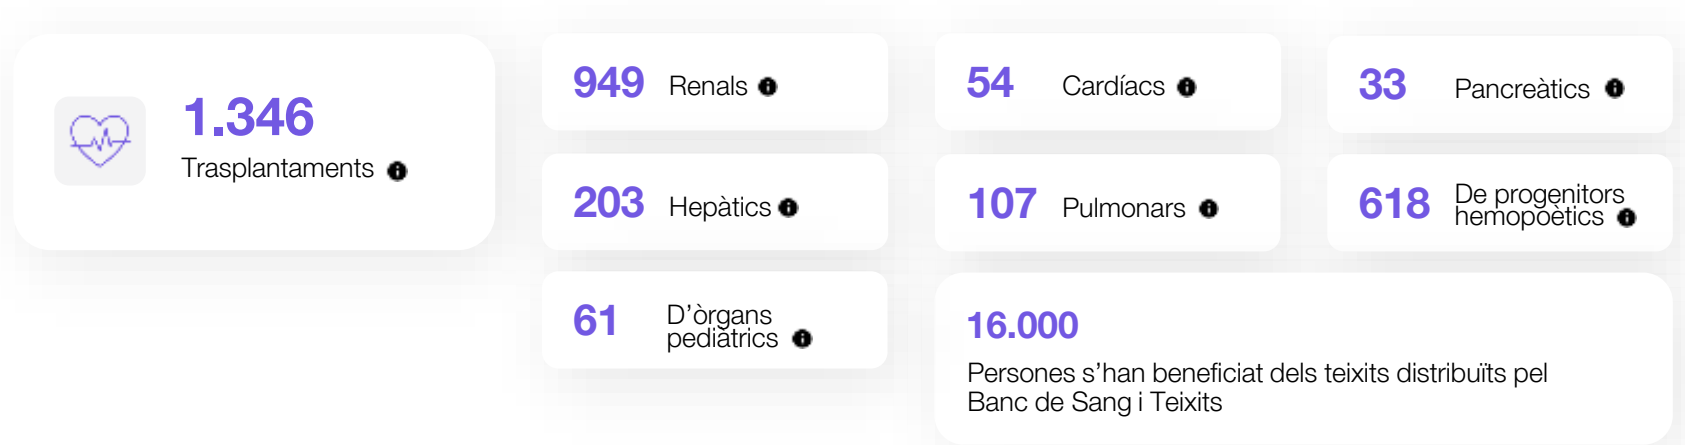 1.346
Trasplantaments
949 Renals
54 Cardíacs
33 Pancreàtics
203 Hepàtics
107 Pulmonars
618 De progenitors
hemopoètics
61 D’òrgans
pediàtrics
16.000
Persones s’han beneficiat dels teixits distribuïts pel
Banc de Sang i Teixits